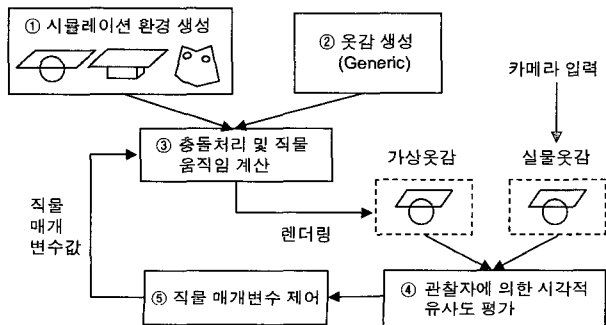 ① 시뮬레이션 환경 생성
② 옷감 생성
(Generic)
카메라 입력
③ 충돌처리 및 직물
움직임 계산
가상옷감
실물옷감
직물
매개
변수값
렌더링
⑤ 직물 매개변수 제어
④ 관찰자에 의한 시각적
유사도 평가